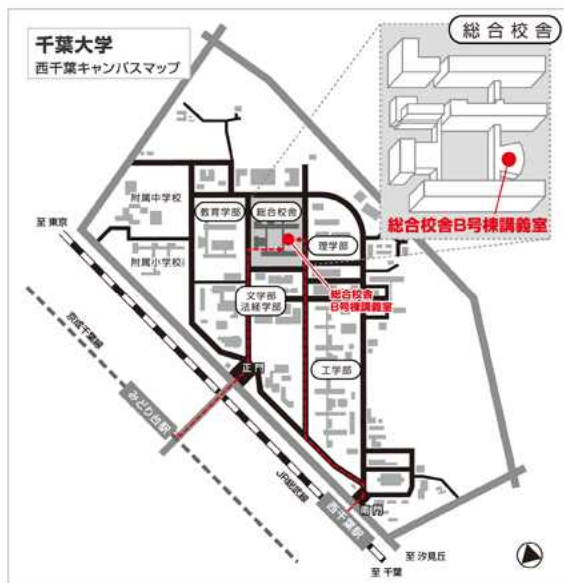 千葉大学
西千葉キャンパスマップ
総合校舎
総合校舎B号棟講義室
附属中学校
教育学部
総合校舎
至 東京
附属小学校
理学部
総合校舎
B号棟講義室
文学部
法経学部
京成千葉線
正門
工学部
みどり台駅
JR総武線
南門
西千葉駅
至 汐見丘
至 千葉